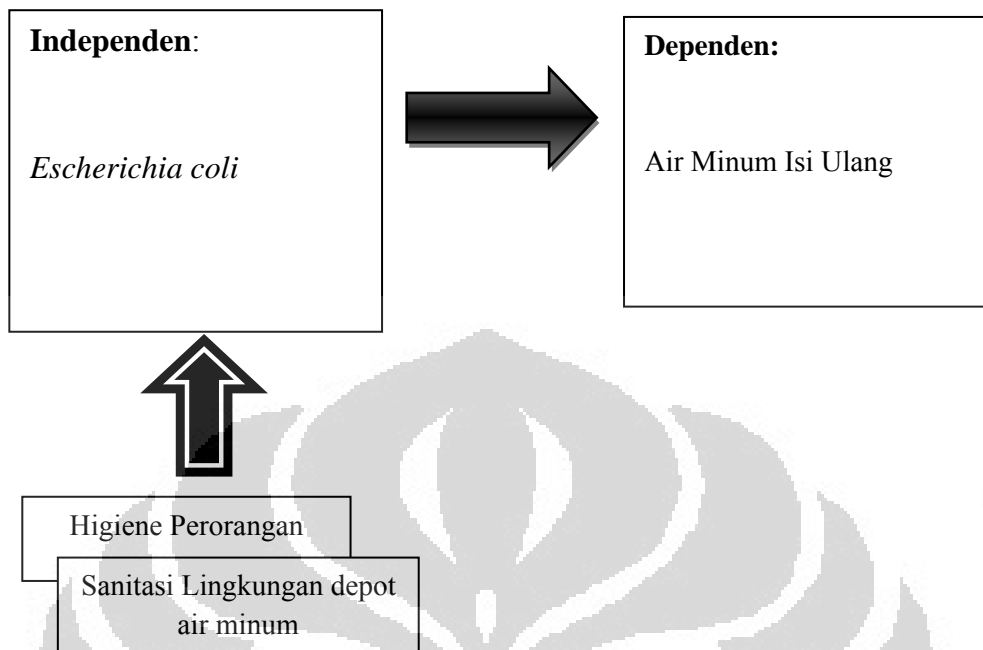 Independen:
Escherichia coli
Dependen:
Air Minum Isi Ulang
Higiene Perorangan
Sanitasi Lingkungan depot
air minum